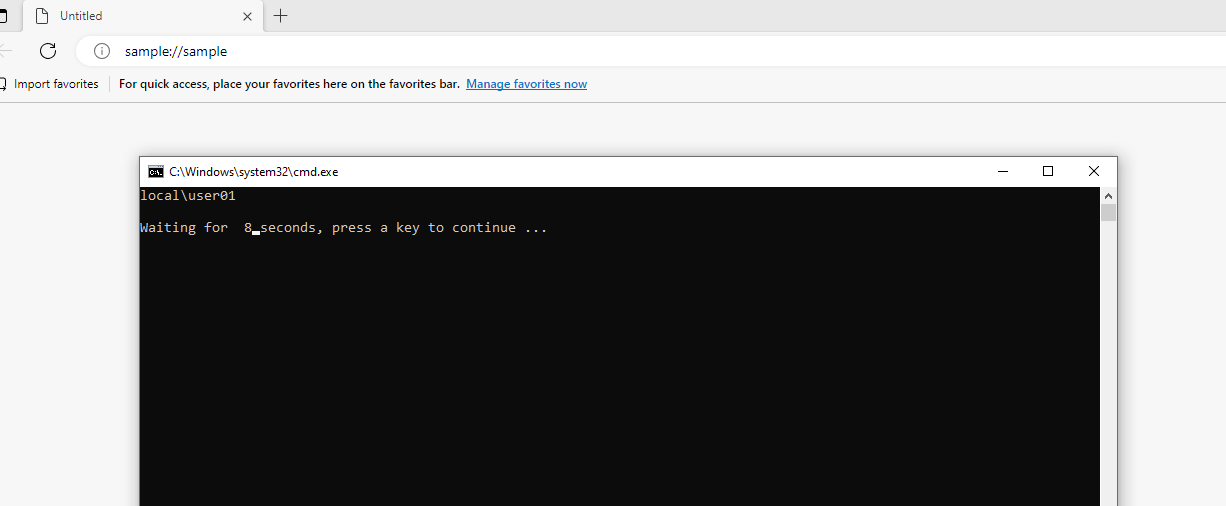 Untitled
sample://sample
Import favorites For quick access, place your favorites here on the favorites bar. Manage favorites now
C:\Windows\system32\cmd.exe
local\user01
Waiting for  8 seconds, press a key to continue ...